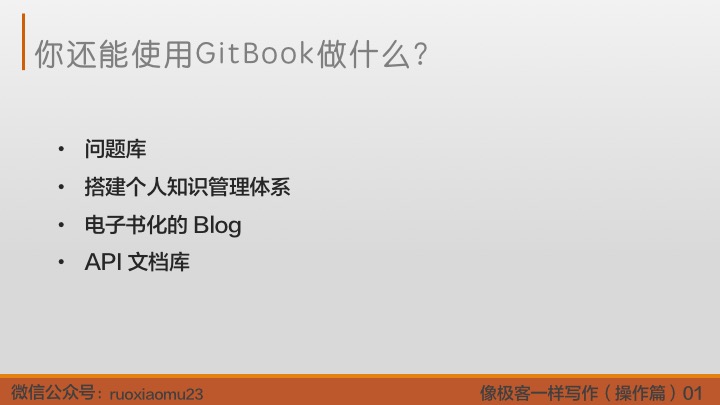 你还能使用GitBook做什么?
• 问题库
• 搭建个人知识管理体系
• 电子书化的 Blog
• API 文档库
微信公众号：ruoxiaomu23
像极客一样写作（操作篇）01